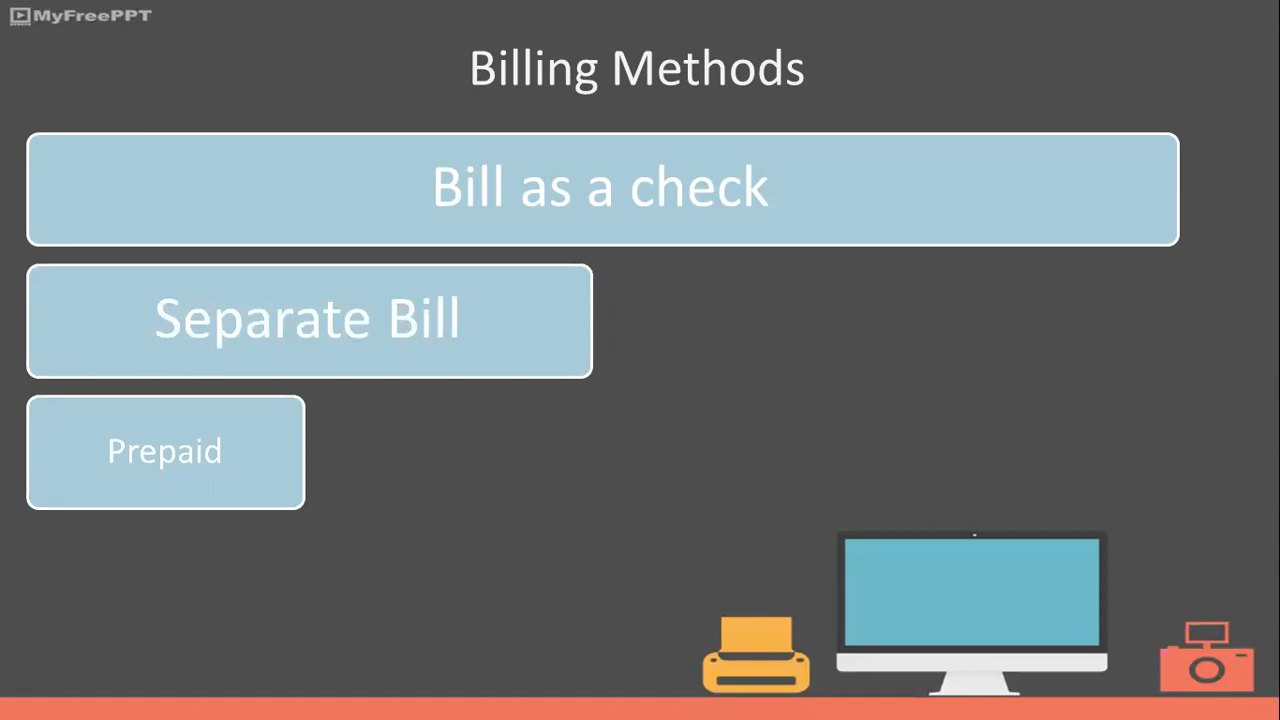 MyFreePPT
Billing Methods
Bill as a check
Separate Bill
Prepaid